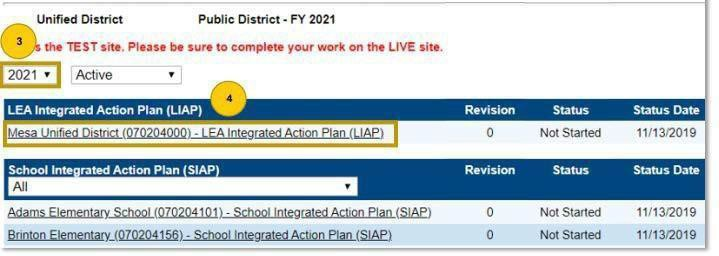 Unified District Public District - FY 2021
3
s the TEST site. Please be sure to complete your work on the LIVE site.
2021 Active
4
LEA Integrated Action Plan (LIAP) Revision Status Status Date
Mesa Unified District (070204000) - LEA Integrated Action Plan (LIAP) 0 Not Started 11/13/2019
School Integrated Action Plan (SIAP) Revision Status Status Date
All
Adams Elementary School (070204101) - School Integrated Action Plan (SIAP) 0 Not Started 11/13/2019
Brinton Elementary (070204156) - School Integrated Action Plan (SIAP) 0 Not Started 11/13/2019